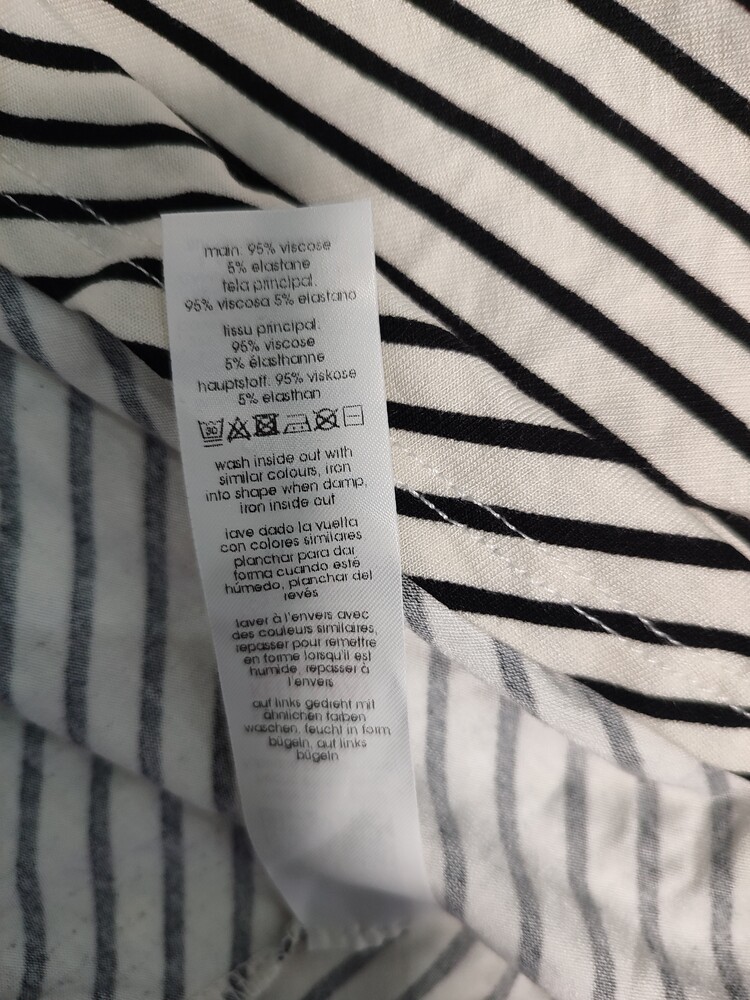 main: 95% viscose
5% elastane
tela principal:
95% viscosa 5% elastano
tissu principal:
95% viscose
5% élasthanne
hauptstoff: 95% viskose
5% elasthan
30
wash inside out with
similar colours, iron
into shape when damp,
iron inside out
lave dado la vuelta
con colores similares
planchar para dar
forma cuando esté
húmedo, planchar del
revés
laver à l'envers avec
des couleurs similaires,
repasser pour remettre
en forme lorsqu'il est
humide, repasser à
l'envers
auf links gedreht mit
ähnlichen farben
waschen, feucht in form
bügeln, auf links
bügeln